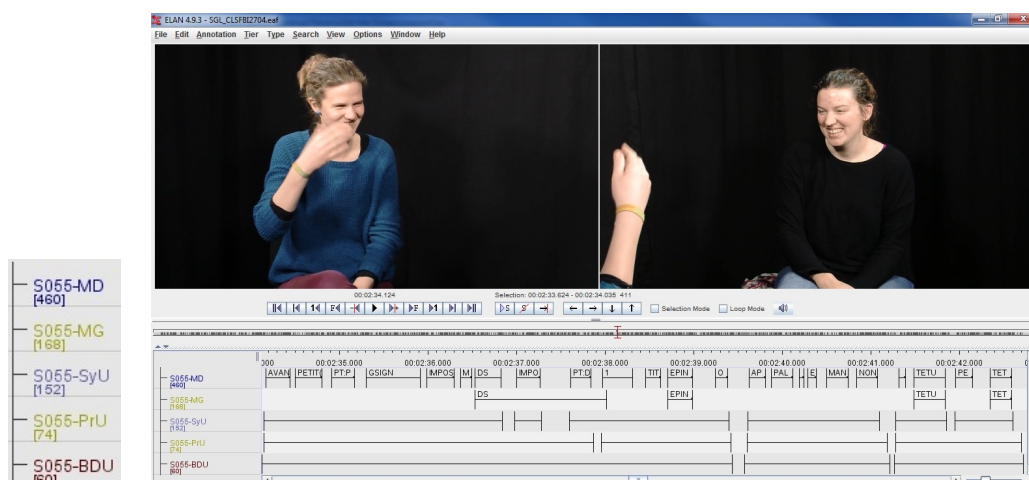 S055-MD
[460]
S055-MG
[168]
S055-SyU
[152]
S055-PrU
[74]
S055-BDU
[60]
ELAN 4.9.3 - SGL_CLSFBI2704.eaf
File Edit Annotation Tier Type Search View Options Window Help
00:02:34.124
Selection: 00:02:33.624 - 00:02:34.035 411
Selection Mode Loop Mode
000 00:02:35.000 00:02:36.000 00:02:37.000 00:02:38.000 00:02:39.000 00:02:40.000 00:02:41.000 00:02:42.000
S055-MD AVAN PETIT PT:P GSIGN IMPOS M DS IMPO PT:D 1 TIT EPIN O AP PAL E MAN NON TETU PE TET
[460]
S055-MG DS EPIN TETU TET
[168]
S055-SyU
[152]
S055-PrU
[74]
S055-BDU
[60]